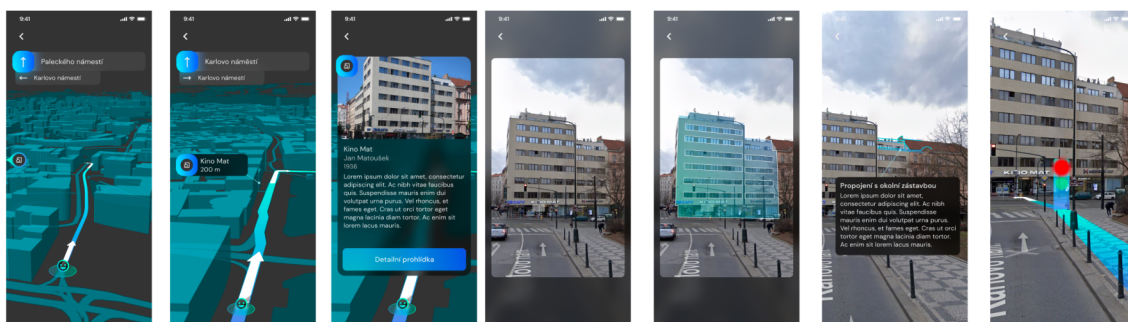 9:41
Paleckého námestí
Karlovo námestí
9:41
Karlovo náměstí
Karlovo námestí
Kino Mat
200 m
9:41
Kino Mat
Jan Matoušek
1936
Lorem ipsum dolor sit amet, consectetur
adipiscing elit. Ac nibh vitae faucibus
quis. Suspendisse mauris enim dui
volutpat urna purus. Vel rhoncus, et
fames eget. Cras ut orci tortor eget
magna lacinia diam tortor. Ac enim sit
lorem lacus mauris.
Detailní prohlídka
9:41
9:41
9:41
Propojení s okolní zástavbou
Lorem ipsum dolor sit amet,
consectetur adipiscing elit. Ac nibh
vitae faucibus quis. Suspendisse
mauris enim dui volutpat urna purus.
Vel rhoncus, et fames eget. Cras ut orci
tortor eget magna lacinia diam tortor.
Ac enim sit lorem lacus mauris.
9:41
KINO MAT